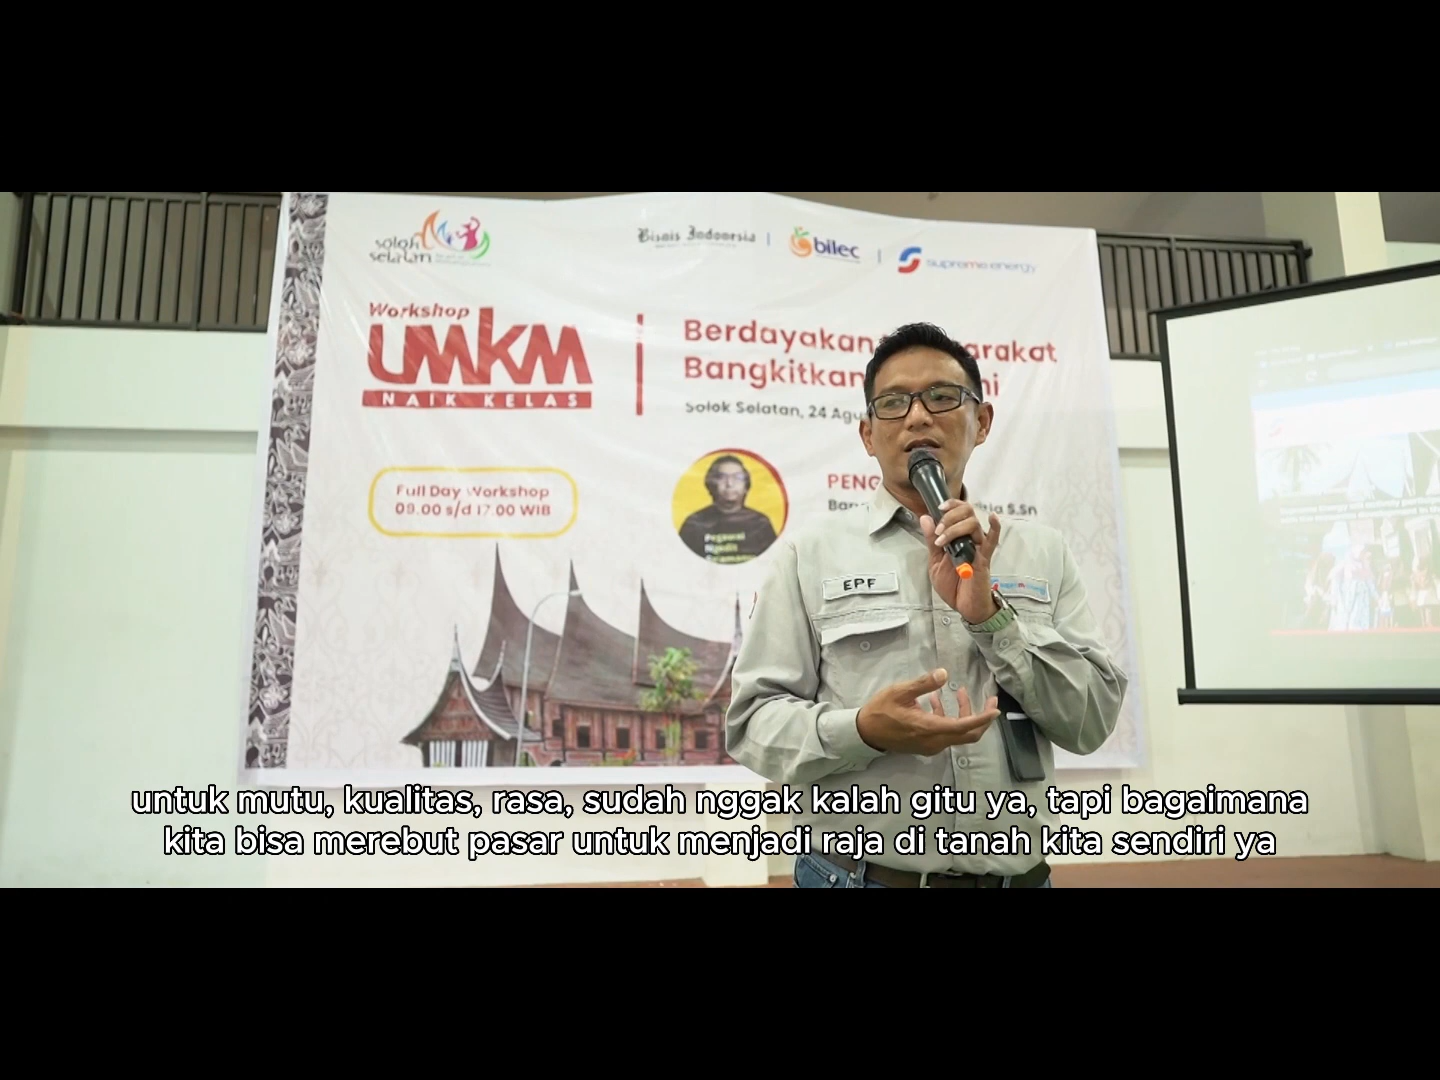 solok
selatan
Bisnis Indonesia
bilec
supreme energy
Workshop
UMKM
NAIK KELAS
Berdayakan arakat
Bangkitkan
Solok Selatan, 24 Agu
Full Day Workshop
09.00 s/d 17.00 WIB
PENG
S.Sn
EPF
untuk mutu, kualitas, rasa, sudah nggak kalah gitu ya, tapi bagaimana
kita bisa merebut pasar untuk menjadi raja di tanah kita sendiri ya